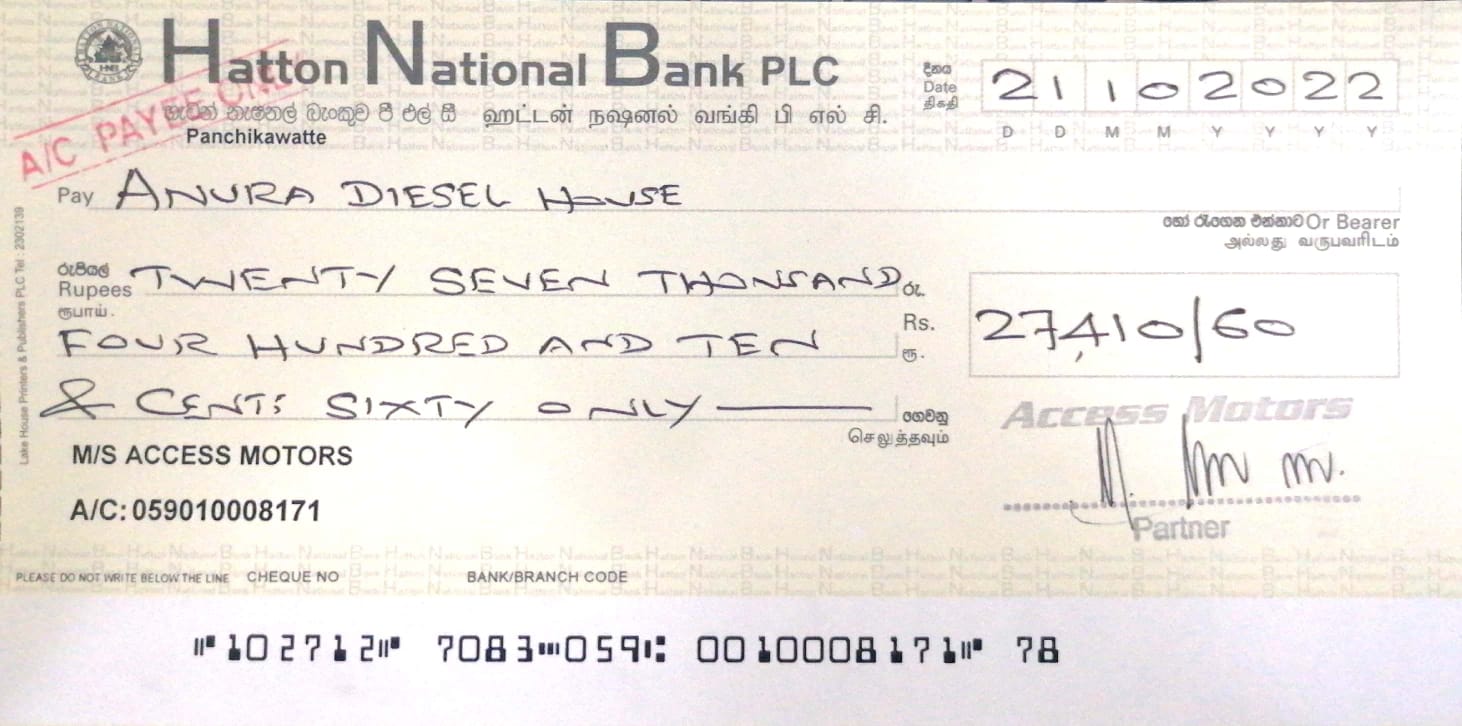 Hatton National Bank PLC
හැටන් නැෂනල් බැංකුව පී එල් සී ஹட்டன் நஷனல் வங்கி பி எல் சி.
Panchikawatte
A/C PAYEE ONLY
දිනය
Date
திகதி
21 10 2022
D D M M Y Y Y Y
Pay ANURA DIESEL HOUSE
හෝ රැගෙන එන්නාට Or Bearer
அல்லது வருபவரிடம்
රුපියල්
Rupees
ரூபாய்.
TWENTY SEVEN THOUSAND
FOUR HUNDRED AND TEN
& CENTS SIXTY ONLY
රු.
Rs.
ரூ.
27,410/60
ගෙවනු
செலுத்தவும்
M/S ACCESS MOTORS
A/C: 059010008171
Access Motors
Partner
Lake House Printers & Publishers PLC Tel : 2302139
PLEASE DO NOT WRITE BELOW THE LINE CHEQUE NO BANK/BRANCH CODE
⑈102712⑈ 7083⑉059⑆ 0010008171⑈ 78